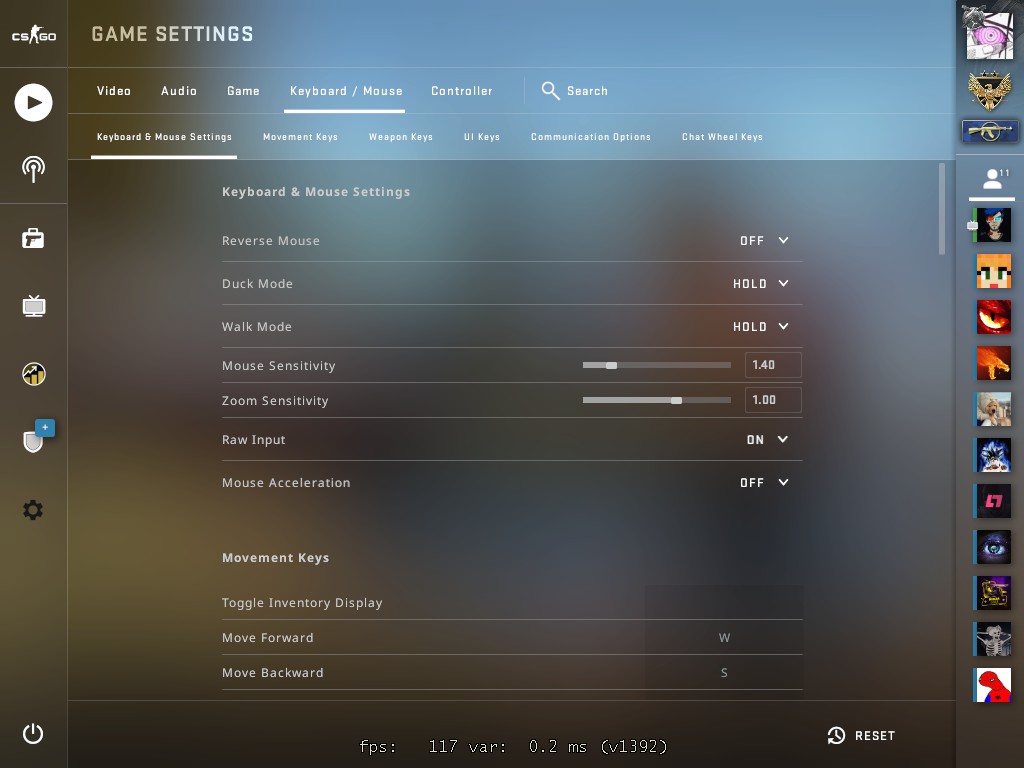 CS GO
GAME SETTINGS
Video Audio Game Keyboard / Mouse Controller Search
Keyboard & Mouse Settings Movement Keys Weapon Keys UI Keys Communication Options Chat Wheel Keys
11
Keyboard & Mouse Settings
Reverse Mouse OFF
Duck Mode HOLD
Walk Mode HOLD
Mouse Sensitivity 1.40
Zoom Sensitivity 1.00
Raw Input ON
Mouse Acceleration OFF
Movement Keys
Toggle Inventory Display
Move Forward W
Move Backward S
RESET
fps: 117 var: 0.2 ms (v1392)